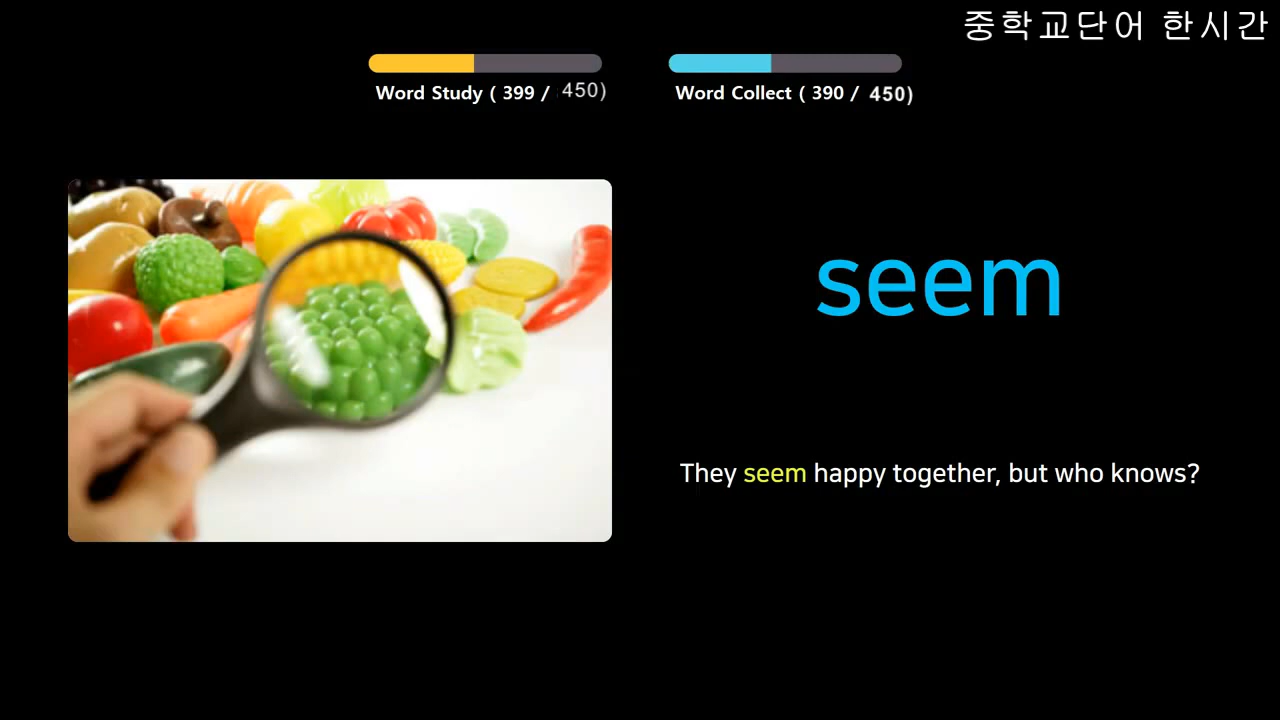 중학교단어 한시간
Word Study ( 399 / 450)
Word Collect ( 390 / 450)
seem
They seem happy together, but who knows?